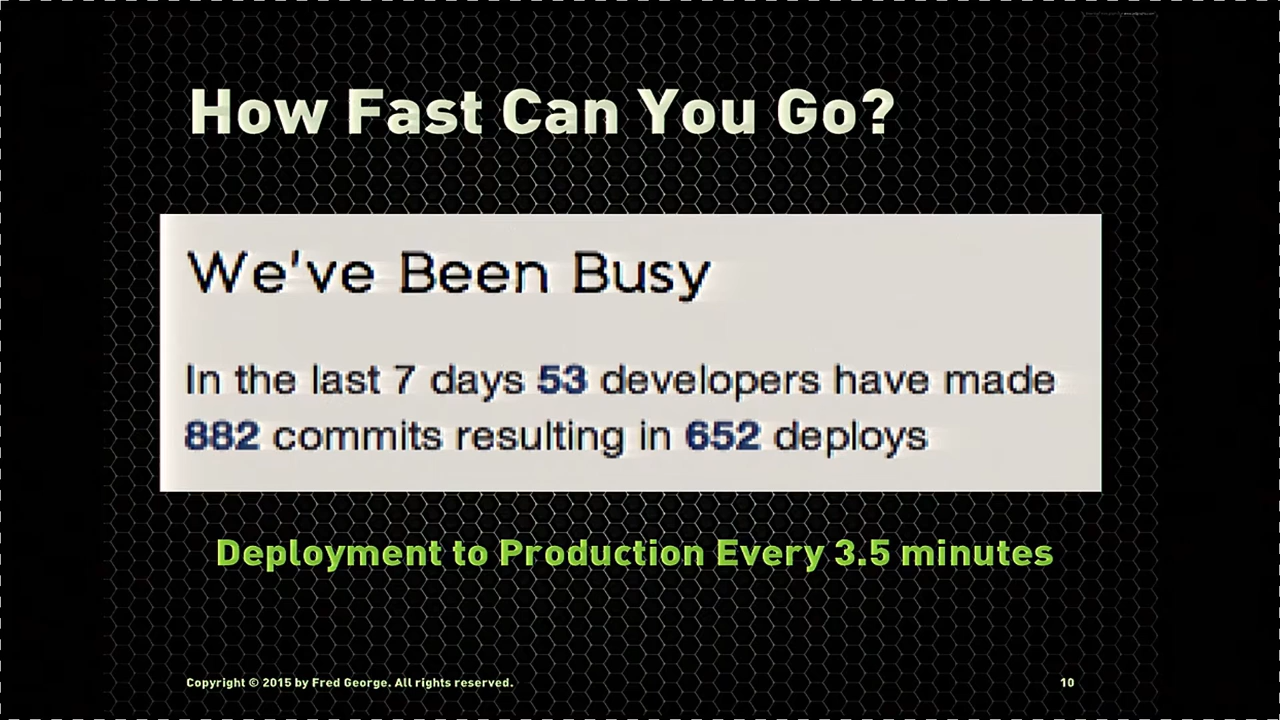 How Fast Can You Go?
We've Been Busy
In the last 7 days 53 developers have made
882 commits resulting in 652 deploys
Deployment to Production Every 3.5 minutes
Copyright © 2015 by Fred George. All rights reserved.
10